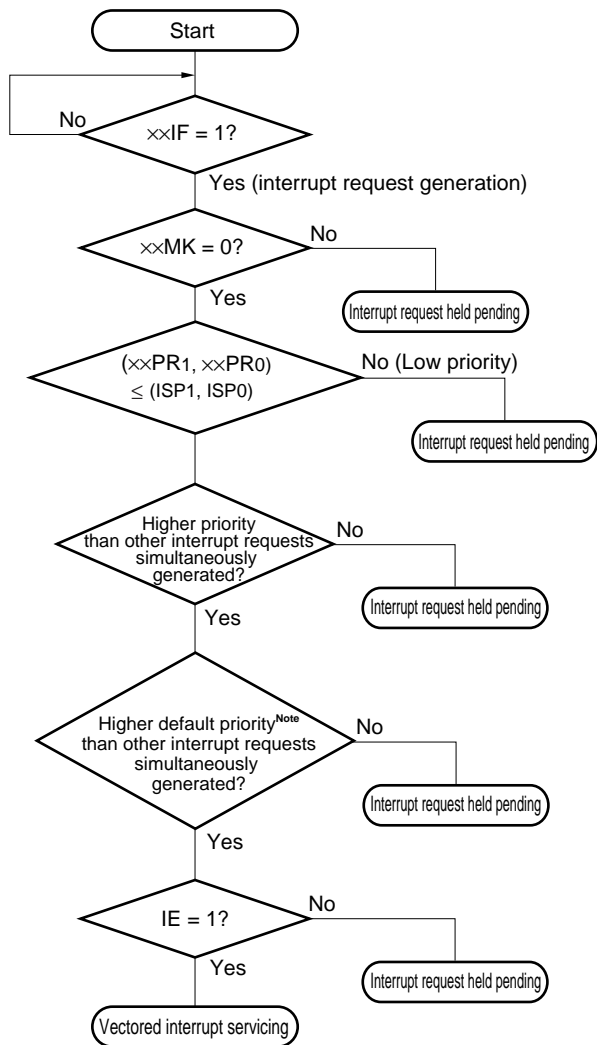 Start
No
××IF = 1?
Yes (interrupt request generation)
××MK = 0?
No
Yes
Interrupt request held pending
(××PR1, ××PR0)
≤ (ISP1, ISP0)
No (Low priority)
Interrupt request held pending
Higher priority
than other interrupt requests
simultaneously
generated?
No
Yes
Interrupt request held pending
Higher default priorityNote
than other interrupt requests
simultaneously
generated?
No
Yes
Interrupt request held pending
IE = 1?
No
Yes
Interrupt request held pending
Vectored interrupt servicing